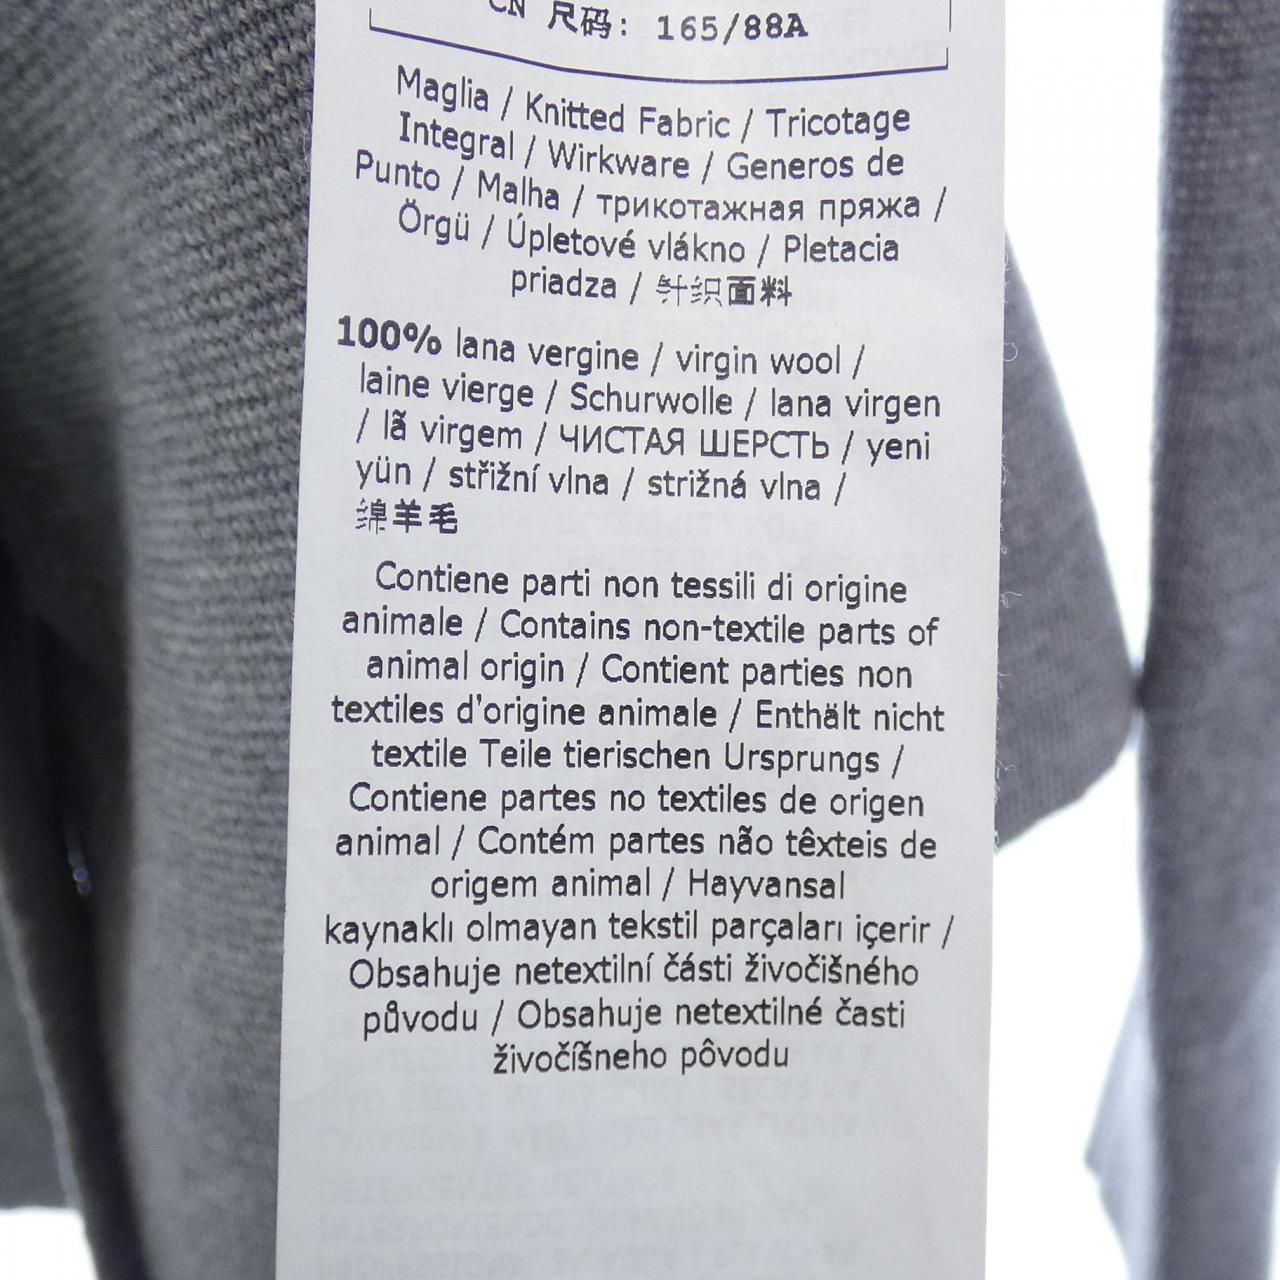 CN 尺码: 165/88A
Maglia / Knitted Fabric / Tricotage
Integral / Wirkware / Generos de
Punto / Malha / трикотажная пряжа /
Örgü / Úpletové vlákno / Pletacia
priadza / 针织面料
100% lana vergine / virgin wool /
laine vierge / Schurwolle / lana virgen
/ lã virgem / ЧИСТАЯ ШЕРСТЬ / yeni
yün / střižní vlna / strižná vlna /
绵羊毛
Contiene parti non tessili di origine
animale / Contains non-textile parts of
animal origin / Contient parties non
textiles d'origine animale / Enthält nicht
textile Teile tierischen Ursprungs /
Contiene partes no textiles de origen
animal / Contém partes não têxteis de
origem animal / Hayvansal
kaynaklı olmayan tekstil parçaları içerir /
Obsahuje netextilní části živočišného
původu / Obsahuje netextilné časti
živočíšneho pôvodu